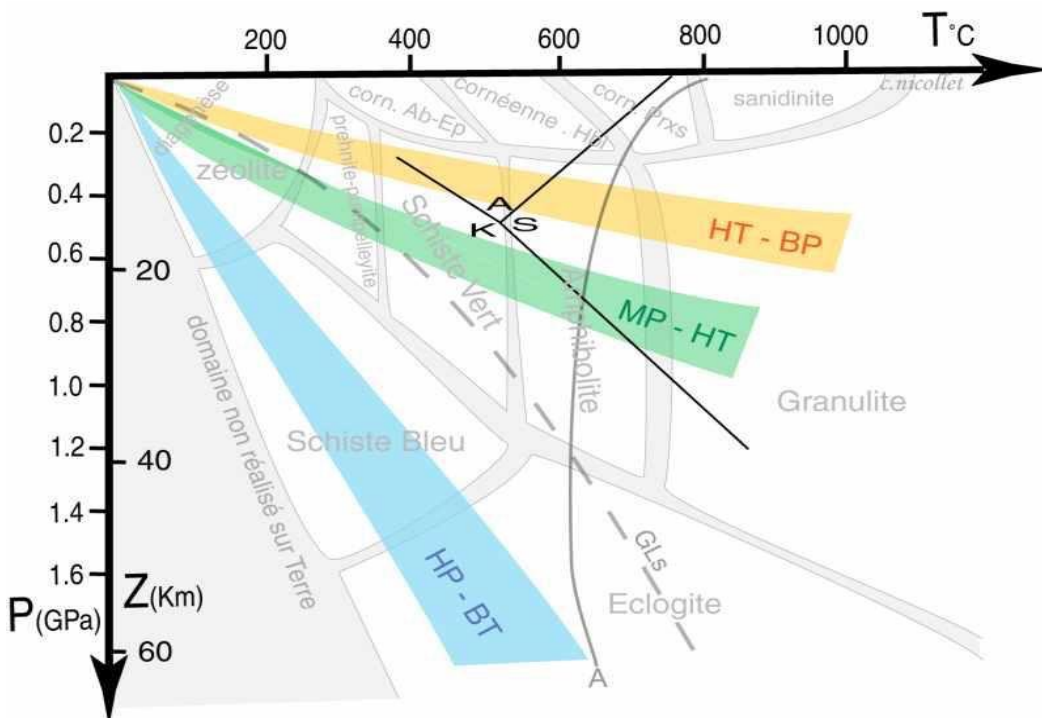 200 400 600 800 1000 T°C
c.nicollet
corn. Ab-Ep
cornéenne . Hb
corn. Prxs
sanidinite
diagenèse
zéolite
prehnite-pumpelleyite
Schiste Vert
Amphibolite
Granulite
Schiste Bleu
Eclogite
domaine non réalisé sur Terre
A
K S
HT - BP
MP - HT
HP - BT
GLs
A
0.2
0.4
0.6
0.8
1.0
1.2
1.4
1.6
P(GPa)
20
40
Z(Km)
60